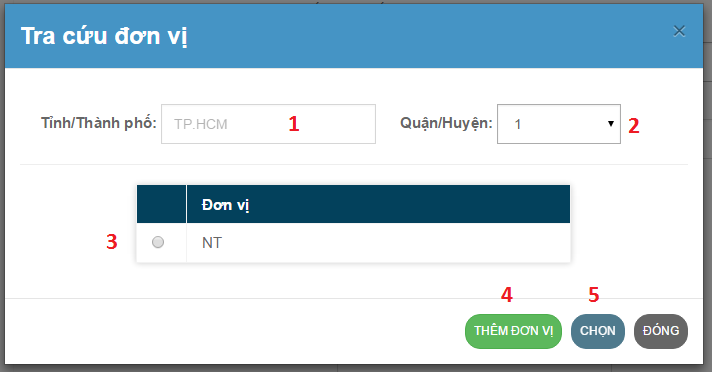 Tra cứu đơn vị ×
Tỉnh/Thành phố: TP.HCM 1 Quận/Huyện: 1 2
Đơn vị
3 NT
4 5
THÊM ĐƠN VỊ CHỌN ĐÓNG